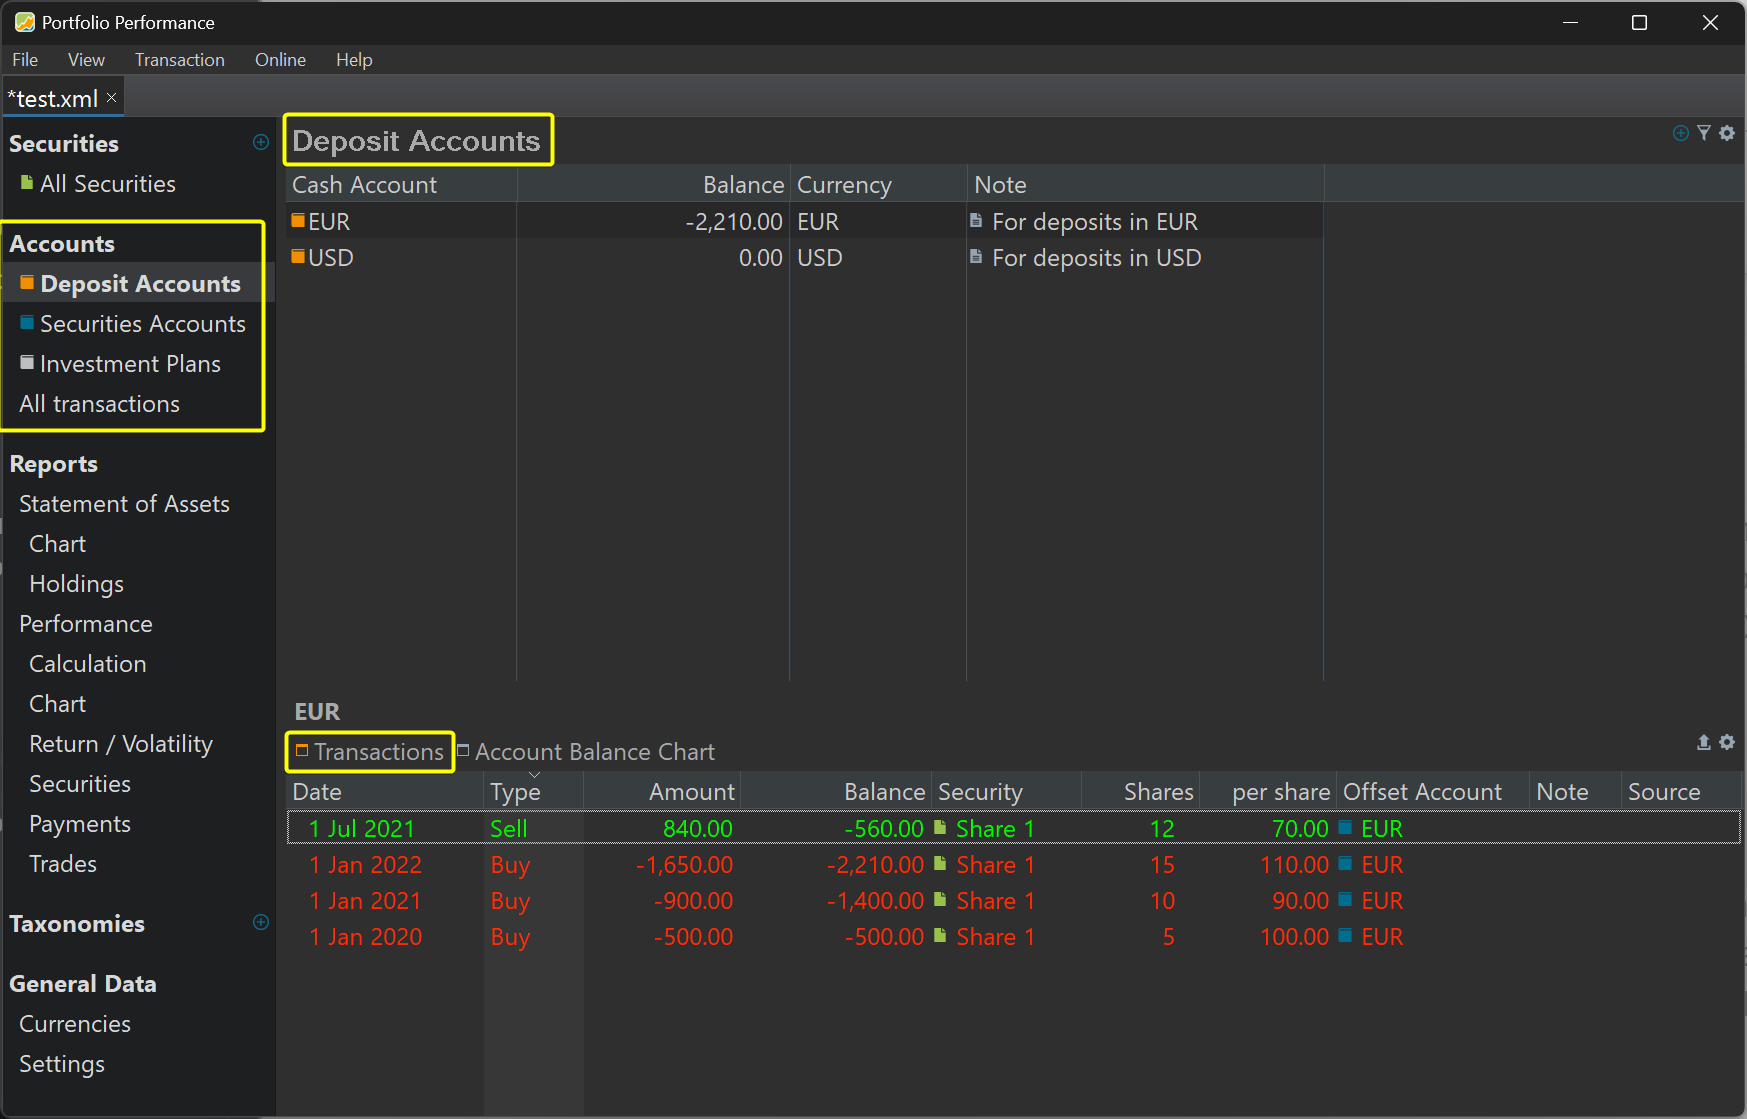 Portfolio Performance
File View Transaction Online Help
*test.xml
Securities
All Securities
Accounts
Deposit Accounts
Securities Accounts
Investment Plans
All transactions
Reports
Statement of Assets
Chart
Holdings
Performance
Calculation
Chart
Return / Volatility
Securities
Payments
Trades
Taxonomies
General Data
Currencies
Settings
Deposit Accounts
Cash Account Balance Currency Note
EUR -2,210.00 EUR For deposits in EUR
USD 0.00 USD For deposits in USD
EUR
Transactions Account Balance Chart
Date Type Amount Balance Security Shares per share Offset Account Note Source
1 Jul 2021 Sell 840.00 -560.00 Share 1 12 70.00 EUR
1 Jan 2022 Buy -1,650.00 -2,210.00 Share 1 15 110.00 EUR
1 Jan 2021 Buy -900.00 -1,400.00 Share 1 10 90.00 EUR
1 Jan 2020 Buy -500.00 -500.00 Share 1 5 100.00 EUR